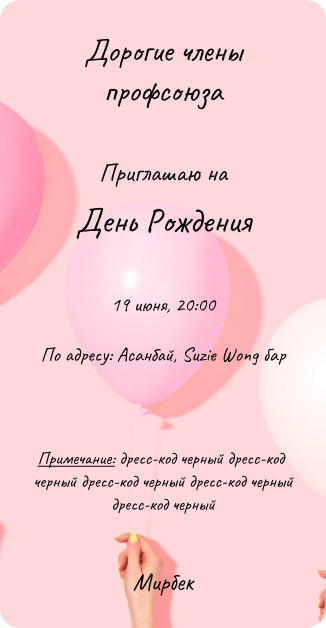 Дорогие члены
профсоюза
Приглашаю на
День Рождения
19 июня, 20:00
По адресу: Асанбай, Suzie Wong бар
Примечание: дресс-код черный дресс-код
черный дресс-код черный дресс-код черный
дресс-код черный
Мирбек